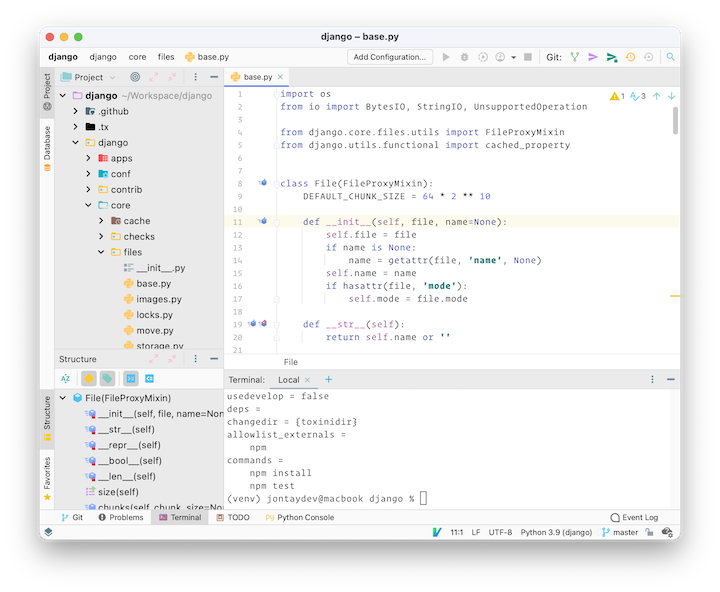 django – base.py
django django core files base.py Add Configuration... Git:
Project
Project
base.py
django ~/Workspace/django
.github
.tx
django
apps
conf
contrib
core
cache
checks
files
__init__.py
base.py
images.py
locks.py
move.py
storage.py
Database
1 import os
2 from io import BytesIO, StringIO, UnsupportedOperation
3
4 from django.core.files.utils import FileProxyMixin
5 from django.utils.functional import cached_property
6
7
8 class File(FileProxyMixin):
9 DEFAULT_CHUNK_SIZE = 64 * 2 ** 10
10
11 def __init__(self, file, name=None):
12 self.file = file
13 if name is None:
14 name = getattr(file, 'name', None)
15 self.name = name
16 if hasattr(file, 'mode'):
17 self.mode = file.mode
18
19 def __str__(self):
20 return self.name or ''
21
1 3
File
Structure
Structure
File(FileProxyMixin)
__init__(self, file, name=Non
__str__(self)
__repr__(self)
__bool__(self)
__len__(self)
size(self)
chunks(self, chunk_size=Non
Favorites
Terminal: Local
usedevelop = false
deps =
changedir = {toxinidir}
allowlist_externals =
npm
commands =
npm install
npm test
(venv) jontaydev@macbook django %
Git Problems Terminal TODO Python Console Event Log
11:1 LF UTF-8 Python 3.9 (django) master